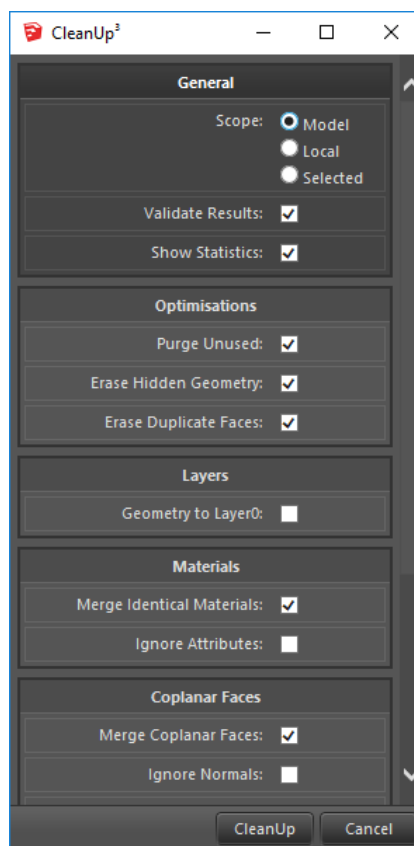 CleanUp³
General
Scope: Model
Local
Selected
Validate Results:
Show Statistics:
Optimisations
Purge Unused:
Erase Hidden Geometry:
Erase Duplicate Faces:
Layers
Geometry to Layer0:
Materials
Merge Identical Materials:
Ignore Attributes:
Coplanar Faces
Merge Coplanar Faces:
Ignore Normals:
CleanUp Cancel